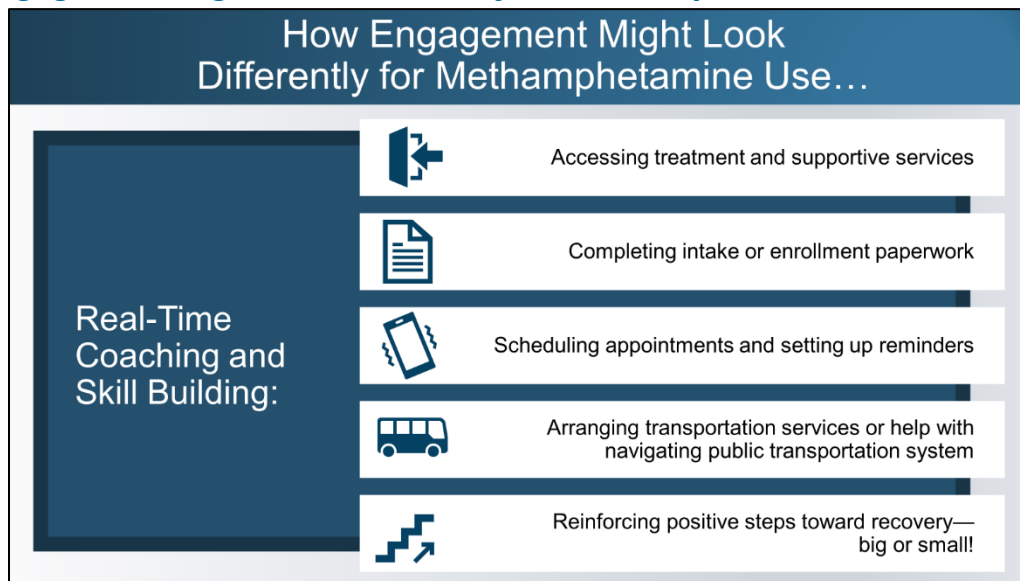 How Engagement Might Look
Differently for Methamphetamine Use…
Real-Time
Coaching and
Skill Building:
Accessing treatment and supportive services
Completing intake or enrollment paperwork
Scheduling appointments and setting up reminders
Arranging transportation services or help with
navigating public transportation system
Reinforcing positive steps toward recovery—
big or small!